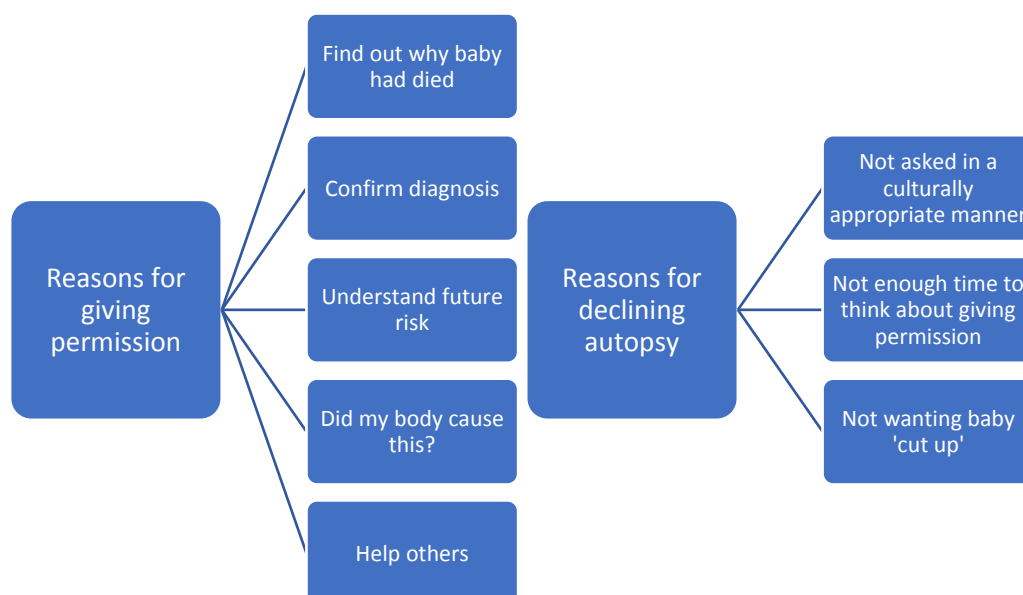 Reasons for
giving
permission
Find out why baby
had died
Confirm diagnosis
Understand future
risk
Did my body cause
this?
Help others
Reasons for
declining
autopsy
Not asked in a
culturally
appropriate manner
Not enough time to
think about giving
permission
Not wanting baby
'cut up'